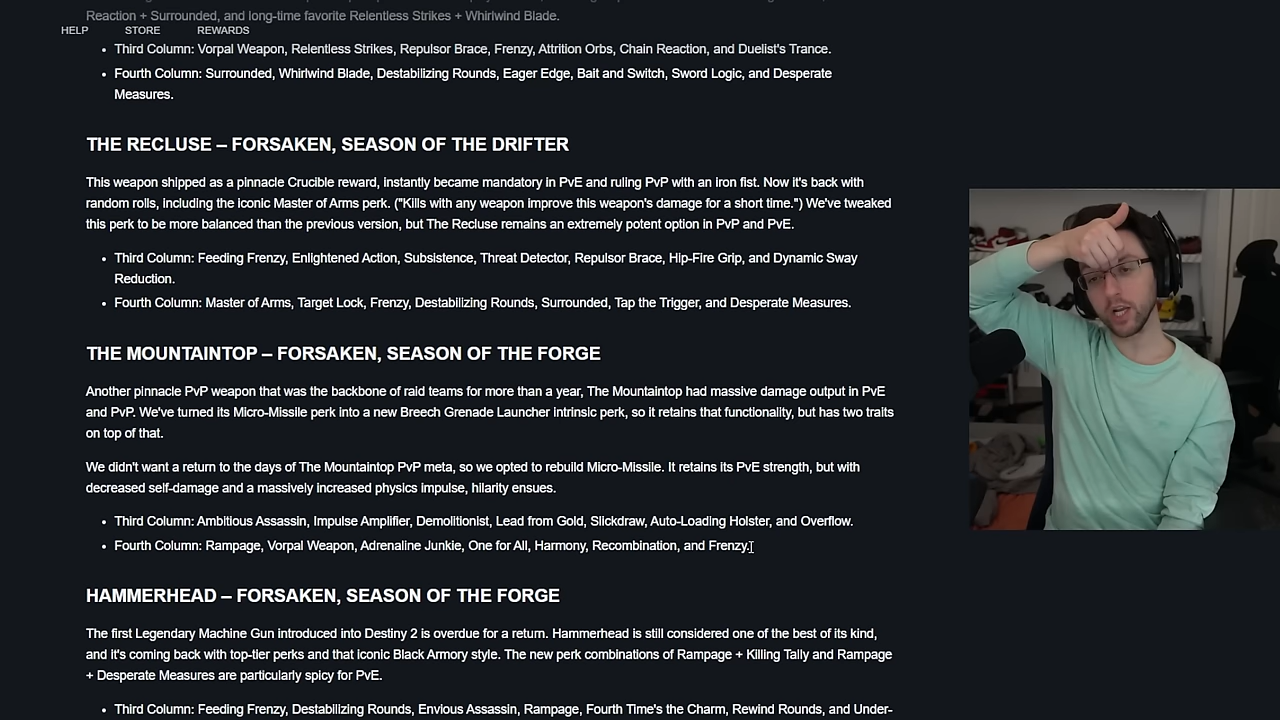 Reaction + Surrounded, and long-time favorite Relentless Strikes + Whirlwind Blade.
HELP STORE REWARDS
• Third Column: Vorpal Weapon, Relentless Strikes, Repulsor Brace, Frenzy, Attrition Orbs, Chain Reaction, and Duelist's Trance.
• Fourth Column: Surrounded, Whirlwind Blade, Destabilizing Rounds, Eager Edge, Bait and Switch, Sword Logic, and Desperate
Measures.
THE RECLUSE – FORSAKEN, SEASON OF THE DRIFTER
This weapon shipped as a pinnacle Crucible reward, instantly became mandatory in PvE and ruling PvP with an iron fist. Now it's back with
random rolls, including the iconic Master of Arms perk. ("Kills with any weapon improve this weapon's damage for a short time.") We've tweaked
this perk to be more balanced than the previous version, but The Recluse remains an extremely potent option in PvP and PvE.
• Third Column: Feeding Frenzy, Enlightened Action, Subsistence, Threat Detector, Repulsor Brace, Hip-Fire Grip, and Dynamic Sway
Reduction.
• Fourth Column: Master of Arms, Target Lock, Frenzy, Destabilizing Rounds, Surrounded, Tap the Trigger, and Desperate Measures.
THE MOUNTAINTOP – FORSAKEN, SEASON OF THE FORGE
Another pinnacle PvP weapon that was the backbone of raid teams for more than a year, The Mountaintop had massive damage output in PvE
and PvP. We've turned its Micro-Missile perk into a new Breech Grenade Launcher intrinsic perk, so it retains that functionality, but has two traits
on top of that.
We didn't want a return to the days of The Mountaintop PvP meta, so we opted to rebuild Micro-Missile. It retains its PvE strength, but with
decreased self-damage and a massively increased physics impulse, hilarity ensues.
• Third Column: Ambitious Assassin, Impulse Amplifier, Demolitionist, Lead from Gold, Slickdraw, Auto-Loading Holster, and Overflow.
• Fourth Column: Rampage, Vorpal Weapon, Adrenaline Junkie, One for All, Harmony, Recombination, and Frenzy.
HAMMERHEAD – FORSAKEN, SEASON OF THE FORGE
The first Legendary Machine Gun introduced into Destiny 2 is overdue for a return. Hammerhead is still considered one of the best of its kind,
and it's coming back with top-tier perks and that iconic Black Armory style. The new perk combinations of Rampage + Killing Tally and Rampage
+ Desperate Measures are particularly spicy for PvE.
• Third Column: Feeding Frenzy, Destabilizing Rounds, Envious Assassin, Rampage, Fourth Time's the Charm, Rewind Rounds, and Under-